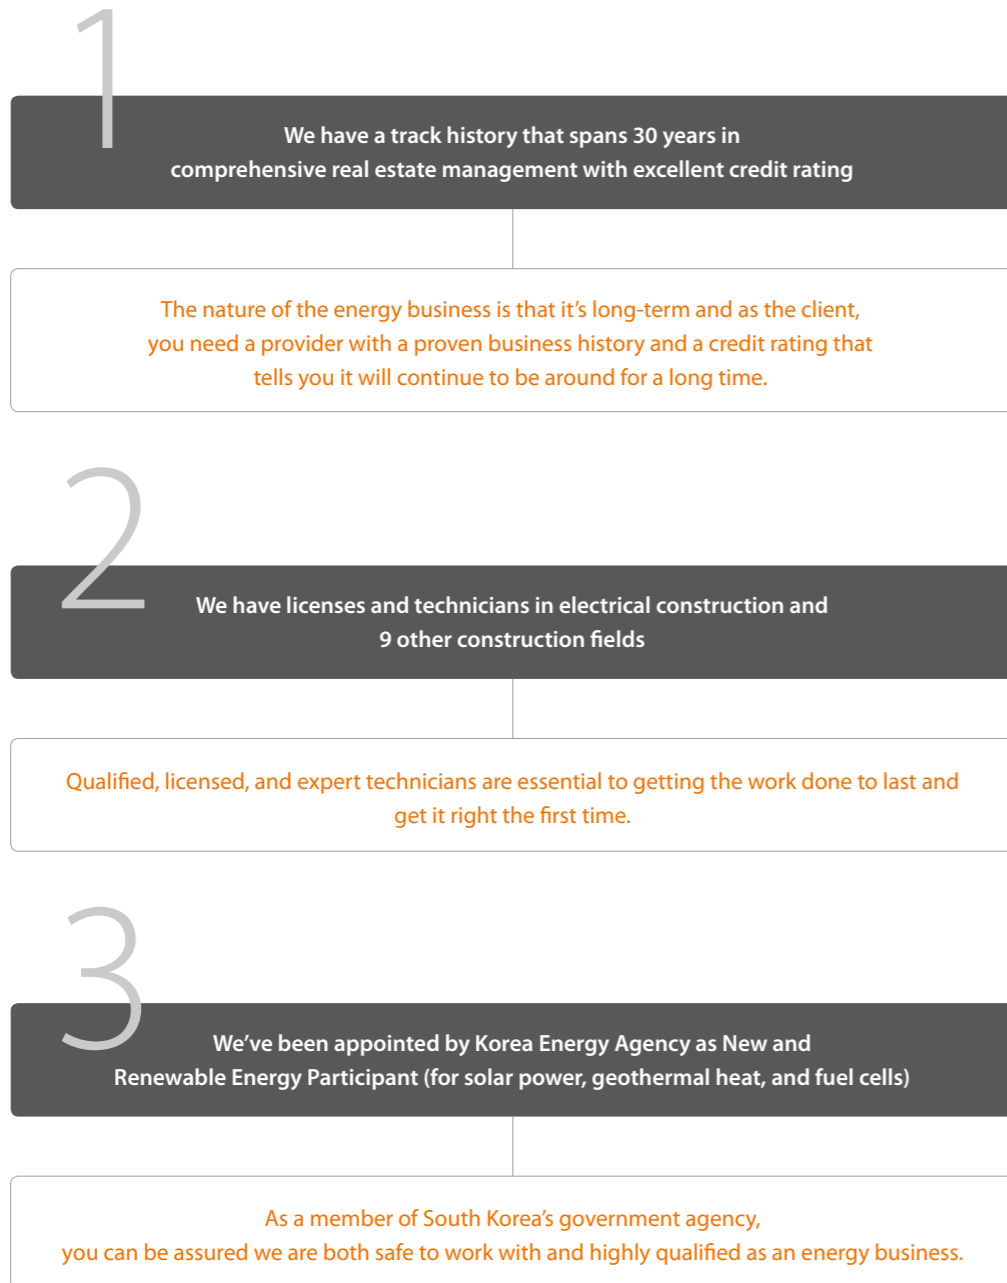 1
We have a track history that spans 30 years in
comprehensive real estate management with excellent credit rating
The nature of the energy business is that it’s long-term and as the client,
you need a provider with a proven business history and a credit rating that
tells you it will continue to be around for a long time.
2
We have licenses and technicians in electrical construction and
9 other construction fields
Qualified, licensed, and expert technicians are essential to getting the work done to last and
get it right the first time.
3
We’ve been appointed by Korea Energy Agency as New and
Renewable Energy Participant (for solar power, geothermal heat, and fuel cells)
As a member of South Korea’s government agency,
you can be assured we are both safe to work with and highly qualified as an energy business.